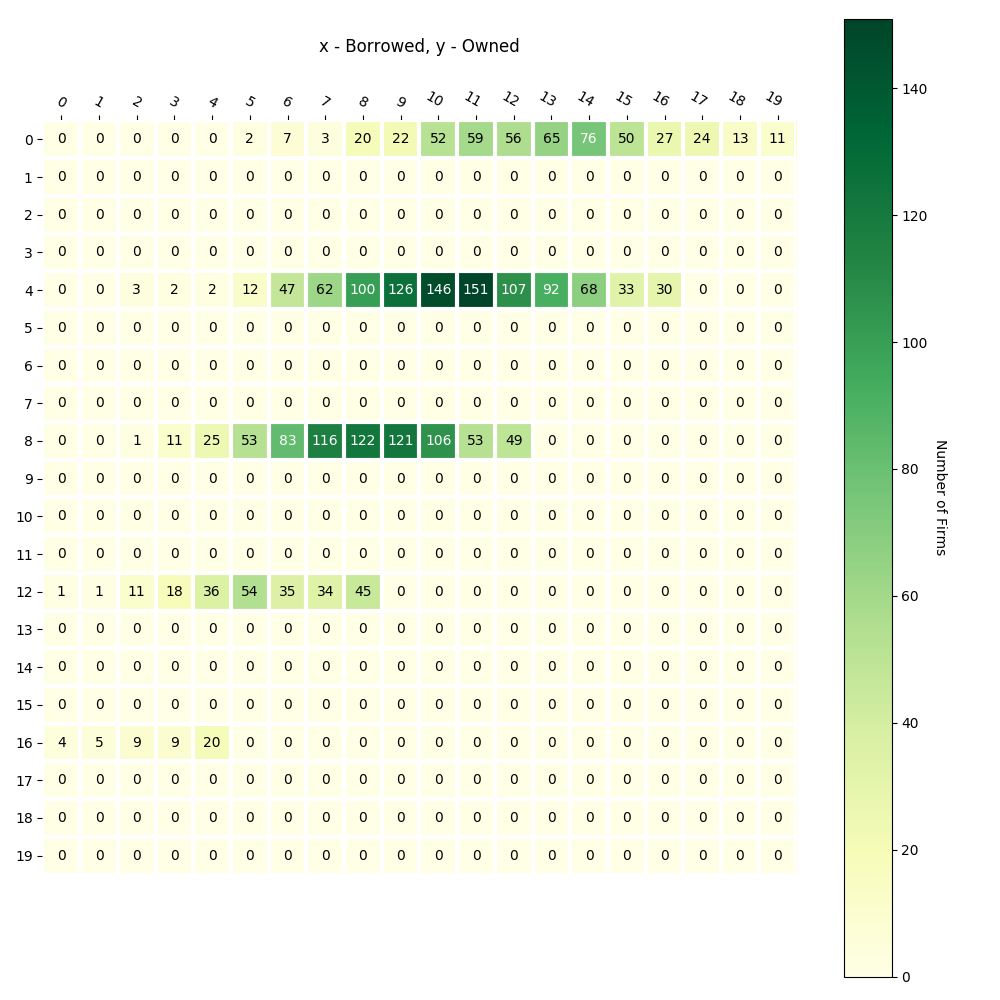 x - Borrowed, y - Owned
0 1 2 3 4 5 6 7 8 9 10 11 12 13 14 15 16 17 18 19
0 0 0 0 0 0 2 7 3 20 22 52 59 56 65 76 50 27 24 13 11
1 0 0 0 0 0 0 0 0 0 0 0 0 0 0 0 0 0 0 0 0
2 0 0 0 0 0 0 0 0 0 0 0 0 0 0 0 0 0 0 0 0
3 0 0 0 0 0 0 0 0 0 0 0 0 0 0 0 0 0 0 0 0
4 0 0 3 2 2 12 47 62 100 126 146 151 107 92 68 33 30 0 0 0
5 0 0 0 0 0 0 0 0 0 0 0 0 0 0 0 0 0 0 0 0
6 0 0 0 0 0 0 0 0 0 0 0 0 0 0 0 0 0 0 0 0
7 0 0 0 0 0 0 0 0 0 0 0 0 0 0 0 0 0 0 0 0
8 0 0 1 11 25 53 83 116 122 121 106 53 49 0 0 0 0 0 0 0
9 0 0 0 0 0 0 0 0 0 0 0 0 0 0 0 0 0 0 0 0
10 0 0 0 0 0 0 0 0 0 0 0 0 0 0 0 0 0 0 0 0
11 0 0 0 0 0 0 0 0 0 0 0 0 0 0 0 0 0 0 0 0
12 1 1 11 18 36 54 35 34 45 0 0 0 0 0 0 0 0 0 0 0
13 0 0 0 0 0 0 0 0 0 0 0 0 0 0 0 0 0 0 0 0
14 0 0 0 0 0 0 0 0 0 0 0 0 0 0 0 0 0 0 0 0
15 0 0 0 0 0 0 0 0 0 0 0 0 0 0 0 0 0 0 0 0
16 4 5 9 9 20 0 0 0 0 0 0 0 0 0 0 0 0 0 0 0
17 0 0 0 0 0 0 0 0 0 0 0 0 0 0 0 0 0 0 0 0
18 0 0 0 0 0 0 0 0 0 0 0 0 0 0 0 0 0 0 0 0
19 0 0 0 0 0 0 0 0 0 0 0 0 0 0 0 0 0 0 0 0
140
120
100
80
60
40
20
0
Number of Firms